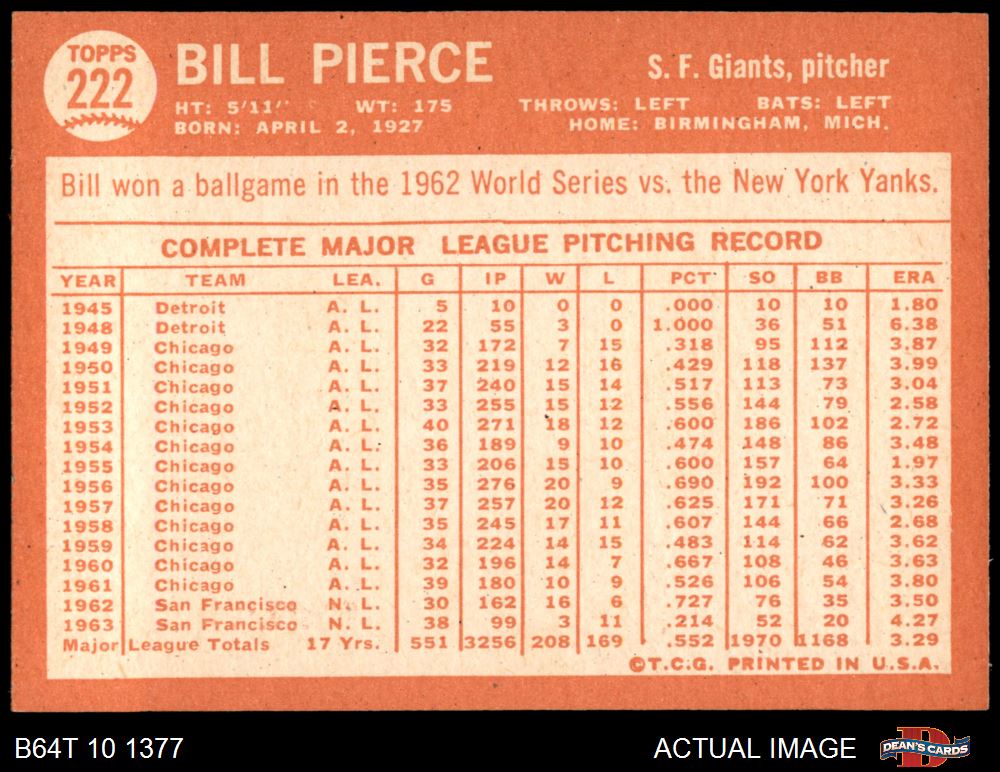 TOPPS
222
BILL PIERCE
S. F. Giants, pitcher
HT: 5'11" WT: 175 THROWS: LEFT BATS: LEFT
BORN: APRIL 2, 1927 HOME: BIRMINGHAM, MICH.
Bill won a ballgame in the 1962 World Series vs. the New York Yanks.
COMPLETE MAJOR LEAGUE PITCHING RECORD
YEAR TEAM LEA. G IP W L PCT SO BB ERA
1945 Detroit A. L. 5 10 0 0 .000 10 10 1.80
1948 Detroit A. L. 22 55 3 0 1.000 36 51 6.38
1949 Chicago A. L. 32 172 7 15 .318 95 112 3.87
1950 Chicago A. L. 33 219 12 16 .429 118 137 3.99
1951 Chicago A. L. 37 240 15 14 .517 113 73 3.04
1952 Chicago A. L. 33 255 15 12 .556 144 79 2.58
1953 Chicago A. L. 40 271 18 12 .600 186 102 2.72
1954 Chicago A. L. 36 189 9 10 .474 148 86 3.48
1955 Chicago A. L. 33 206 15 10 .600 157 64 1.97
1956 Chicago A. L. 35 276 20 9 .690 192 100 3.33
1957 Chicago A. L. 37 257 20 12 .625 171 71 3.26
1958 Chicago A. L. 35 245 17 11 .607 144 66 2.68
1959 Chicago A. L. 34 224 14 15 .483 114 62 3.62
1960 Chicago A. L. 32 196 14 7 .667 108 46 3.63
1961 Chicago A. L. 39 180 10 9 .526 106 54 3.80
1962 San Francisco N. L. 30 162 16 6 .727 76 35 3.50
1963 San Francisco N. L. 38 99 3 11 .214 52 20 4.27
Major League Totals 17 Yrs. 551 3256 208 169 .552 1970 1168 3.29
©T.C.G. PRINTED IN U.S.A.
B64T 10 1377 ACTUAL IMAGE DEAN'S CARDS